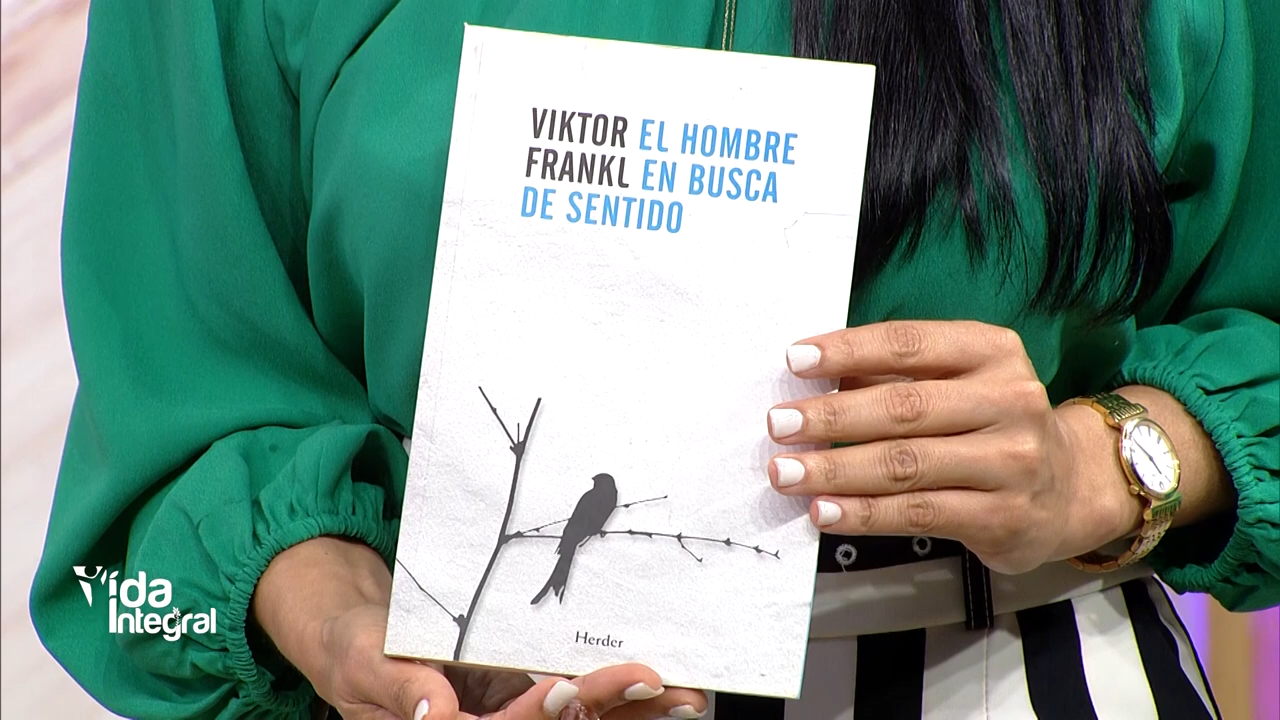 VIKTOR EL HOMBRE
FRANKL EN BUSCA
DE SENTIDO
Herder
Vida
Integral